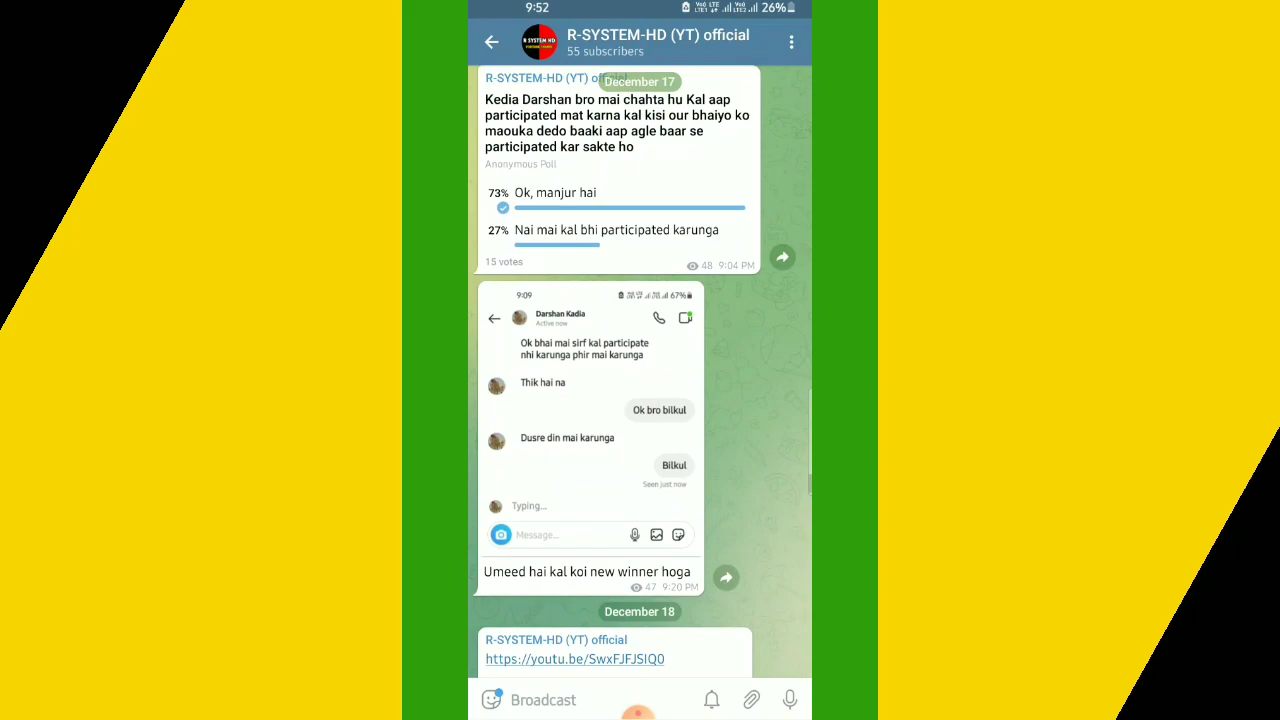 9:52
26%
R-SYSTEM-HD (YT) official
55 subscribers
R-SYSTEM-HD (YT) official
December 17
Kedia Darshan bro mai chahta hu Kal aap
participated mat karna kal kisi our bhaiyo ko
maouka dedo baaki aap agle baar se
participated kar sakte ho
Anonymous Poll
73% Ok, manjur hai
27% Nai mai kal bhi participated karunga
15 votes
48 9:04 PM
9:09
67%
Darshan Kadia
Active now
Ok bhai mai sirf kal participate
nhi karunga phir mai karunga
Thik hai na
Ok bro bilkul
Dusre din mai karunga
Bilkul
Seen just now
Typing...
Message...
Umeed hai kal koi new winner hoga
47 9:20 PM
December 18
R-SYSTEM-HD (YT) official
https://youtu.be/SwxFJFJSIQ0
Broadcast